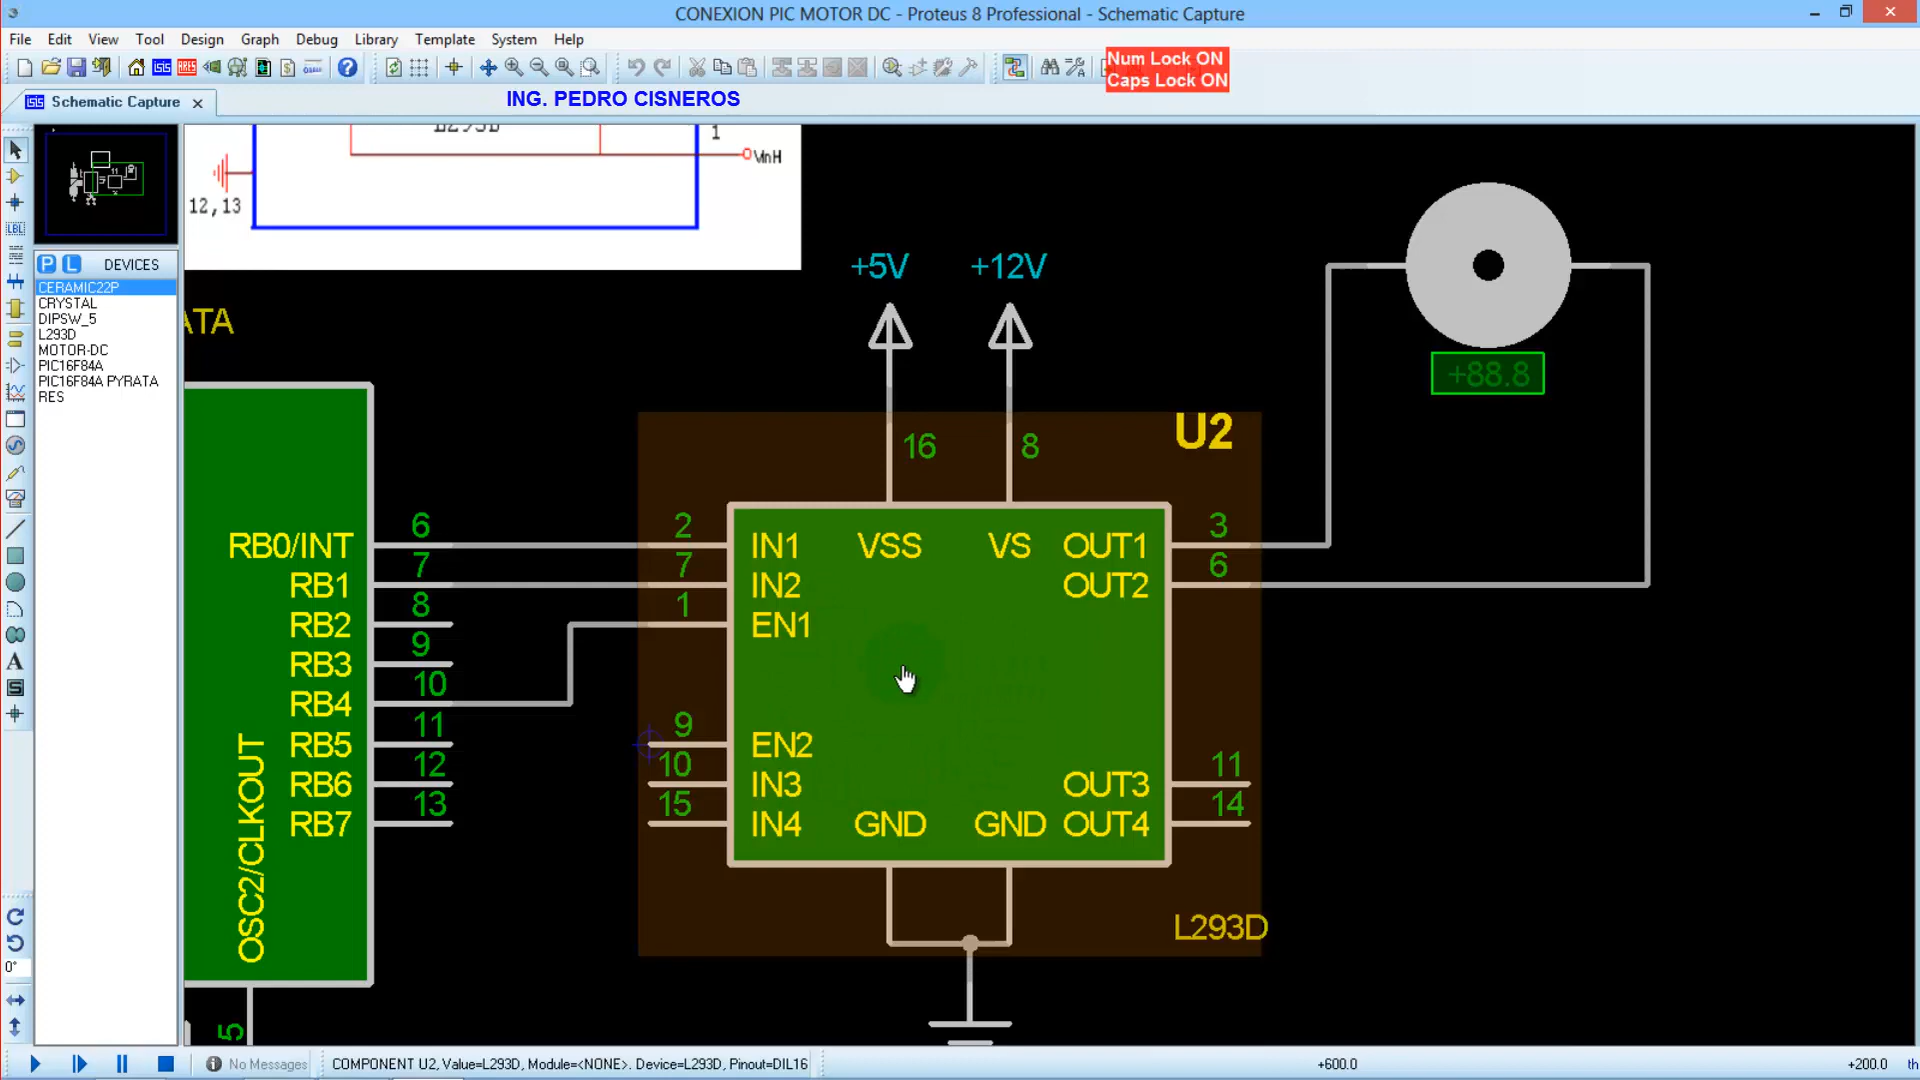 CONEXION PIC MOTOR DC - Proteus 8 Professional - Schematic Capture
File Edit View Tool Design Graph Debug Library Template System Help
Num Lock ON
Caps Lock ON
Schematic Capture
ING. PEDRO CISNEROS
L293D
1
VinH
12,13
P L DEVICES
CERAMIC22P
CRYSTAL
DIPSW_5
L293D
MOTOR-DC
PIC16F84A
PIC16F84A PYRATA
RES
ATA
+5V +12V
+88.8
16 8 U2
RB0/INT 6 2 IN1 VSS VS OUT1 3
RB1 7 7 IN2 OUT2 6
RB2 8 1 EN1
RB3 9
RB4 10
RB5 11 9 EN2
RB6 12 10 IN3 OUT3 11
RB7 13 15 IN4 GND GND OUT4 14
OSC2/CLKOUT
L293D
5
LBL
A
S
0°
No Messages COMPONENT U2, Value=L293D, Module=<NONE>. Device=L293D, Pinout=DIL16 +600.0 +200.0 th